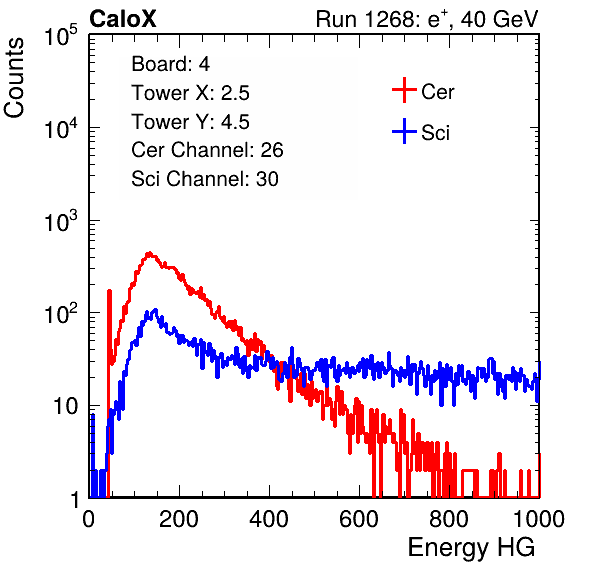 CaloX Run 1268: e⁺, 40 GeV
Counts
Board: 4
Tower X: 2.5
Tower Y: 4.5
Cer Channel: 26
Sci Channel: 30
Cer
Sci
10⁵
10⁴
10³
10²
10
1
0 200 400 600 800 1000
Energy HG